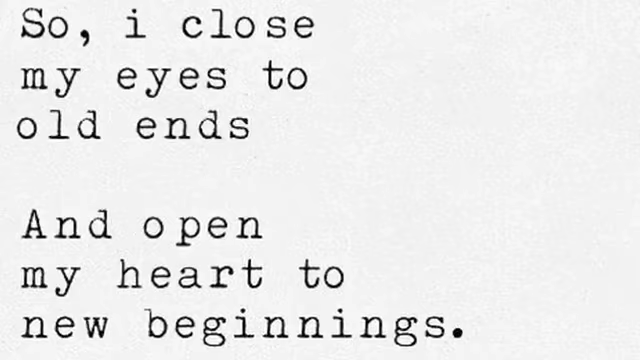 So, i close
my eyes to
old ends
And open
my heart to
new beginnings.